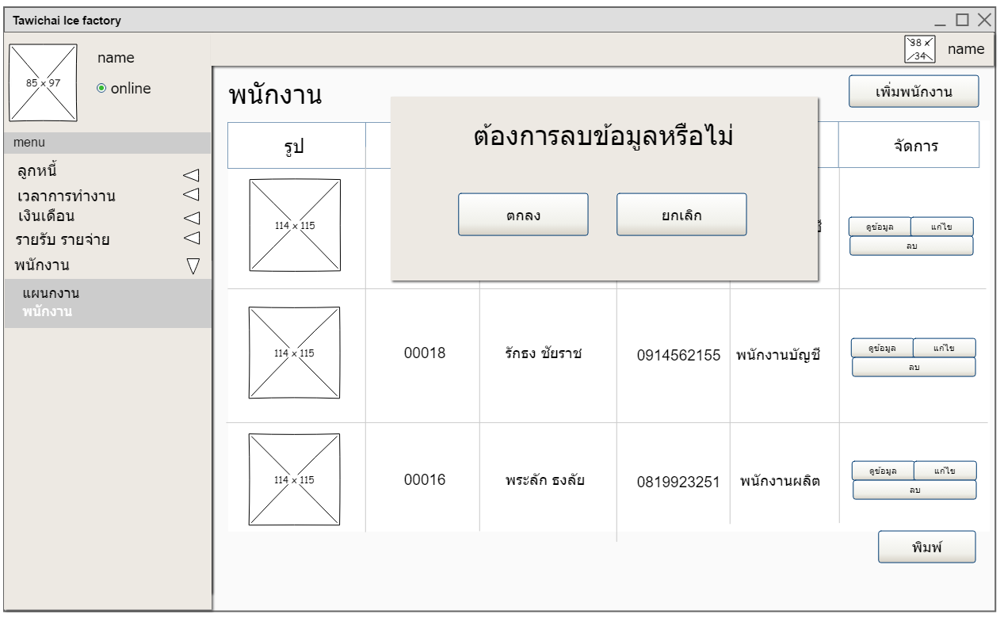 Tawichai Ice factory
38 x 34
name
85 x 97
name
online
menu
ลูกหนี้
เวลาการทำงาน
เงินเดือน
รายรับ รายจ่าย
พนักงาน
แผนกงาน
พนักงาน
พนักงาน
เพิ่มพนักงาน
รูป
จัดการ
ต้องการลบข้อมูลหรือไม่
ตกลง
ยกเลิก
114 x 115
ดูข้อมูล
แก้ไข
ลบ
114 x 115
00018
รักธง ชัยราช
0914562155
พนักงานบัญชี
ดูข้อมูล
แก้ไข
ลบ
114 x 115
00016
พระลัก ธงลัย
0819923251
พนักงานผลิต
ดูข้อมูล
แก้ไข
ลบ
พิมพ์